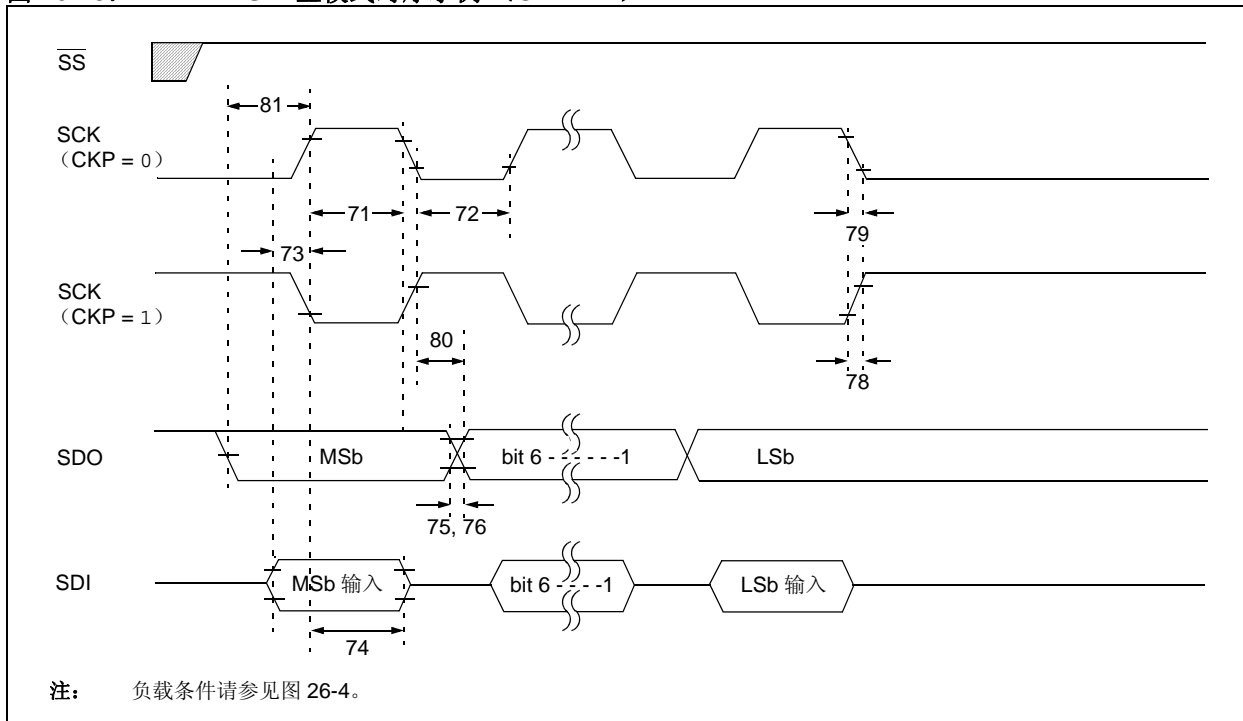 SS
81
SCK
（CKP = 0）
71
72
79
73
SCK
（CKP = 1）
80
78
SDO
MSb
bit 6 - - - - - - -1
LSb
75, 76
SDI
MSb 输入
bit 6 - - - - -1
LSb 输入
74
注： 负载条件请参见图 26-4。